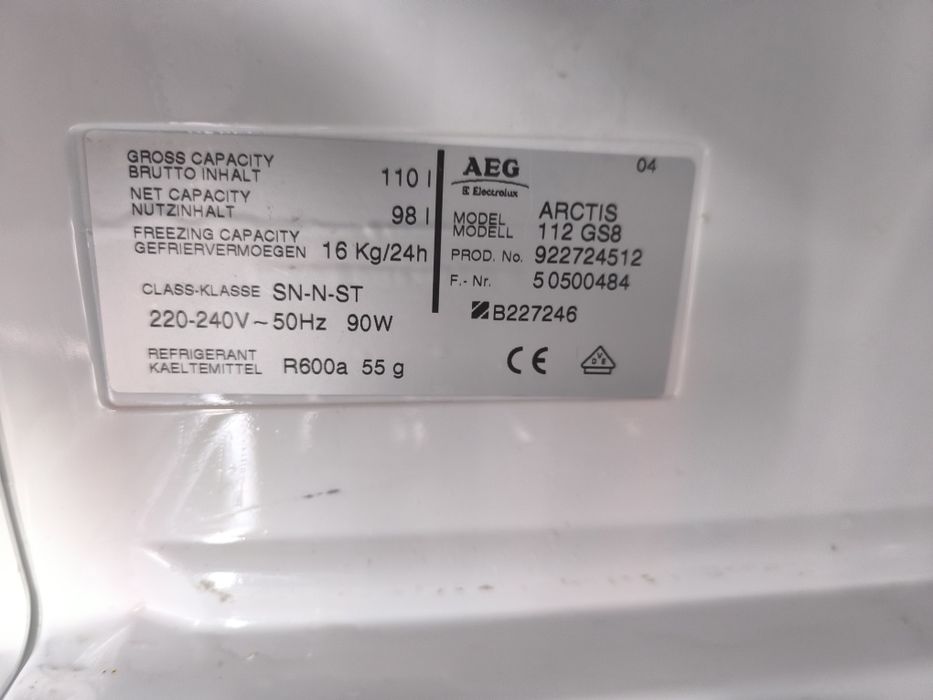 GROSS CAPACITY
BRUTTO INHALT 110 l
NET CAPACITY
NUTZINHALT 98 l
FREEZING CAPACITY
GEFRIERVERMOEGEN 16 Kg/24h
CLASS-KLASSE SN-N-ST
220-240V~50Hz 90W
REFRIGERANT
KAELTEMITTEL R600a 55 g
AEG 04
Electrolux
MODEL ARCTIS
MODELL 112 GS8
PROD. No. 922724512
F.- Nr. 50500484
B227246
CE
VDE